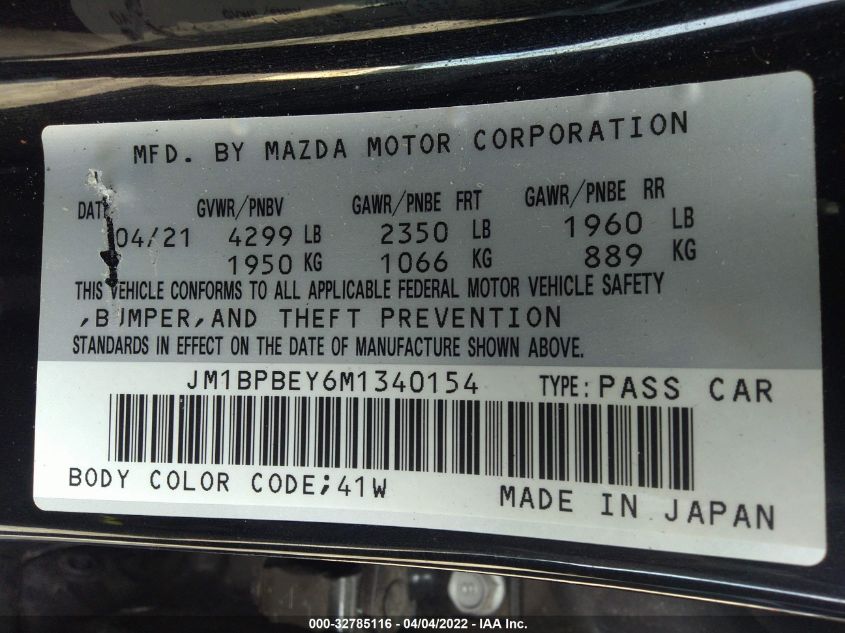 MFD. BY MAZDA MOTOR CORPORATION
DATE GVWR/PNBV GAWR/PNBE FRT GAWR/PNBE RR
04/21 4299 LB 2350 LB 1960 LB
1950 KG 1066 KG 889 KG
THIS VEHICLE CONFORMS TO ALL APPLICABLE FEDERAL MOTOR VEHICLE SAFETY
,BUMPER,AND THEFT PREVENTION
STANDARDS IN EFFECT ON THE DATE OF MANUFACTURE SHOWN ABOVE.
JM1BPBEY6M1340154 TYPE: PASS CAR
BODY COLOR CODE;41W MADE IN JAPAN
000-32785116 - 04/04/2022 - IAA Inc.